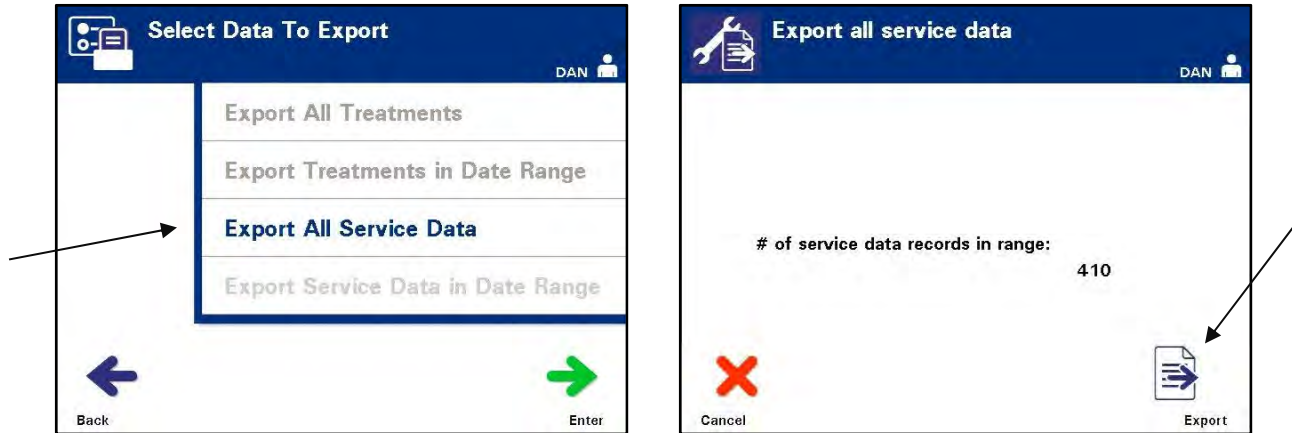 Select Data To Export
DAN
Export All Treatments
Export Treatments in Date Range
Export All Service Data
Export Service Data in Date Range
Back
Enter
Export all service data
DAN
# of service data records in range:
410
Cancel
Export